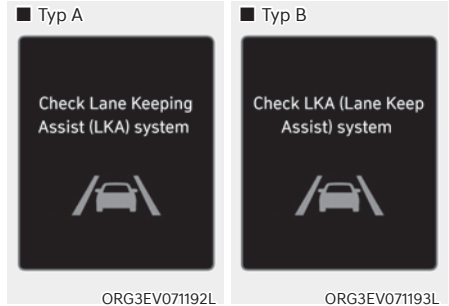 ■ Typ A
Check Lane Keeping
Assist (LKA) system
ORG3EV071192L
■ Typ B
Check LKA (Lane Keep
Assist) system
ORG3EV071193L